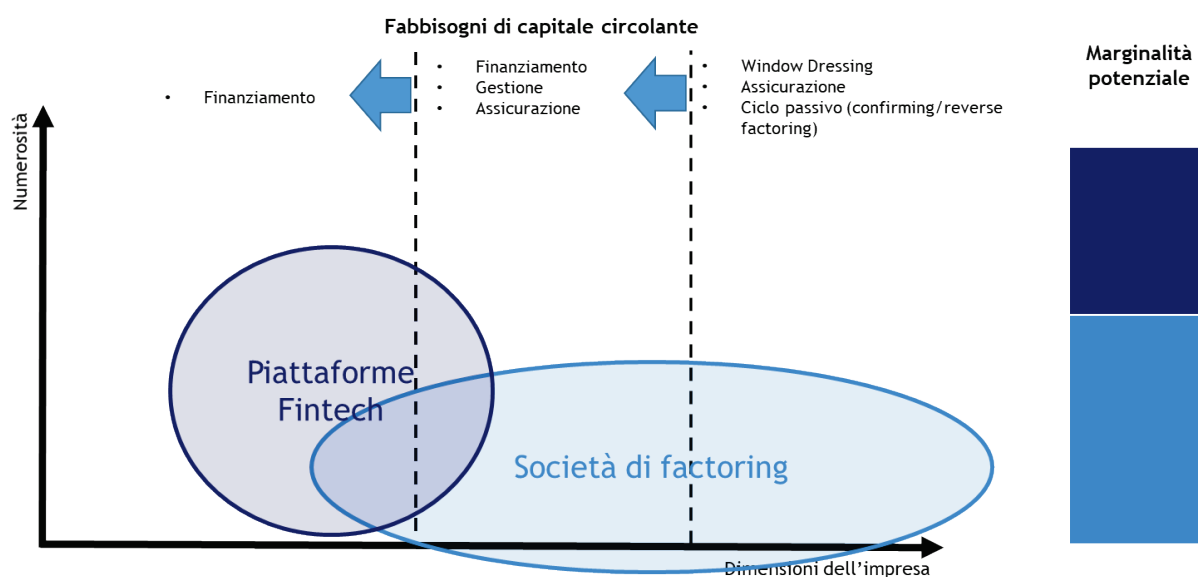 Fabbisogni di capitale circolante
• Finanziamento
• Finanziamento
• Gestione
• Assicurazione
• Window Dressing
• Assicurazione
• Ciclo passivo (confirming/reverse
factoring)
Marginalità
potenziale
Numerosità
Piattaforme
Fintech
Società di factoring
Dimensioni dell'impresa